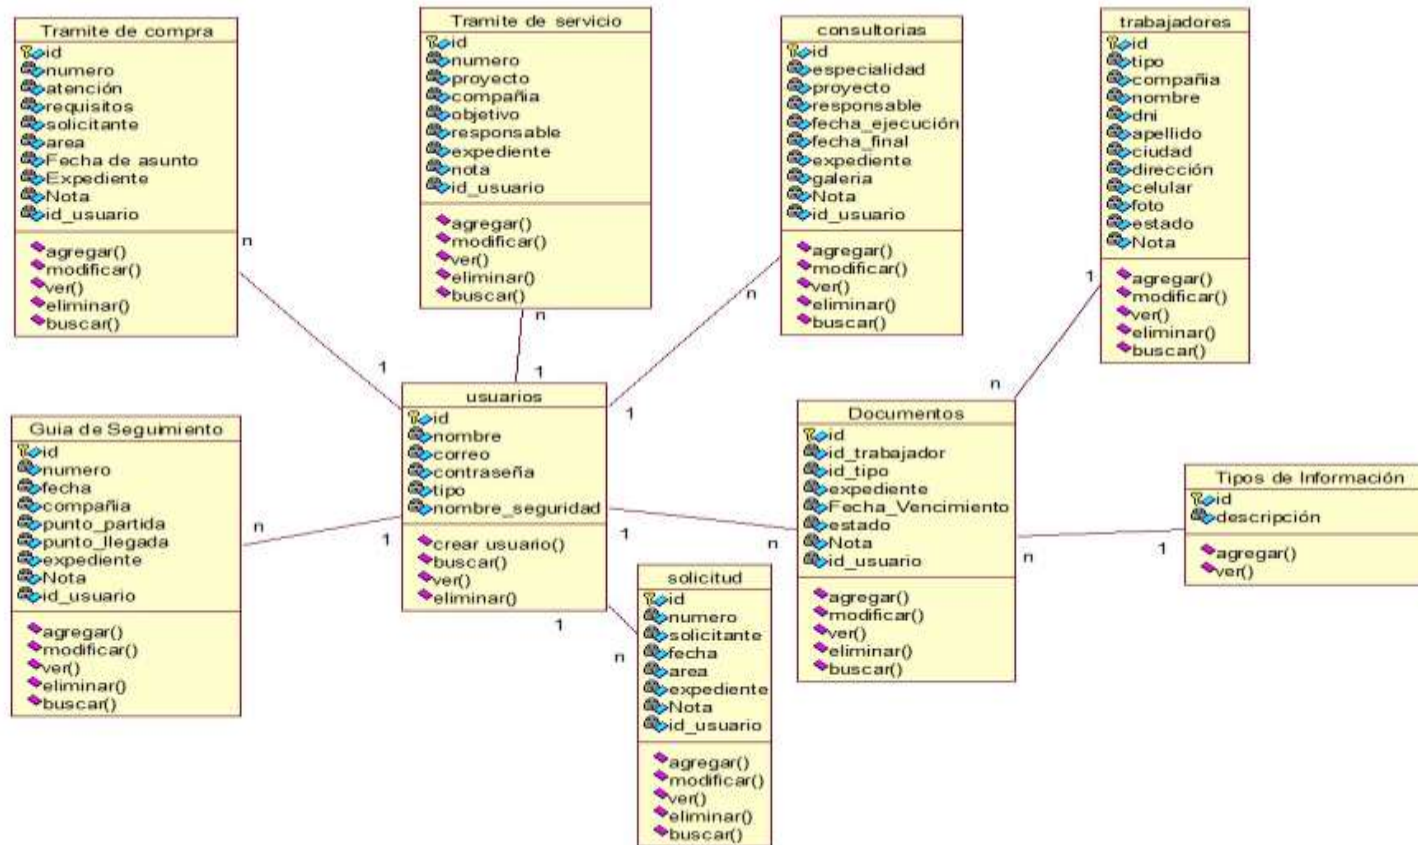 Tramite de compra
id
numero
atención
requisitos
solicitante
area
Fecha de asunto
Expediente
Nota
id_usuario
agregar()
modificar()
ver()
eliminar()
buscar()
Tramite de servicio
id
numero
proyecto
compañia
objetivo
responsable
expediente
nota
id_usuario
agregar()
modificar()
ver()
eliminar()
buscar()
consultorias
id
especialidad
proyecto
responsable
fecha_ejecución
fecha_final
expediente
galeria
Nota
id_usuario
agregar()
modificar()
ver()
eliminar()
buscar()
trabajadores
id
tipo
compañia
nombre
dni
apellido
ciudad
dirección
celular
foto
estado
Nota
agregar()
modificar()
ver()
eliminar()
buscar()
n
1
n
1
n
1
1
n
Guia de Seguimiento
id
numero
fecha
compañia
punto_partida
punto_llegada
expediente
Nota
id_usuario
agregar()
modificar()
ver()
eliminar()
buscar()
n
1
usuarios
id
nombre
correo
contraseña
tipo
nombre_seguridad
crear usuario()
buscar()
ver()
eliminar()
1
n
1
n
solicitud
id
numero
solicitante
fecha
area
expediente
Nota
id_usuario
agregar()
modificar()
ver()
eliminar()
buscar()
Documentos
id
id_trabajador
id_tipo
expediente
Fecha_Vencimiento
estado
Nota
id_usuario
agregar()
modificar()
ver()
eliminar()
buscar()
n
1
Tipos de Información
id
descripción
agregar()
ver()